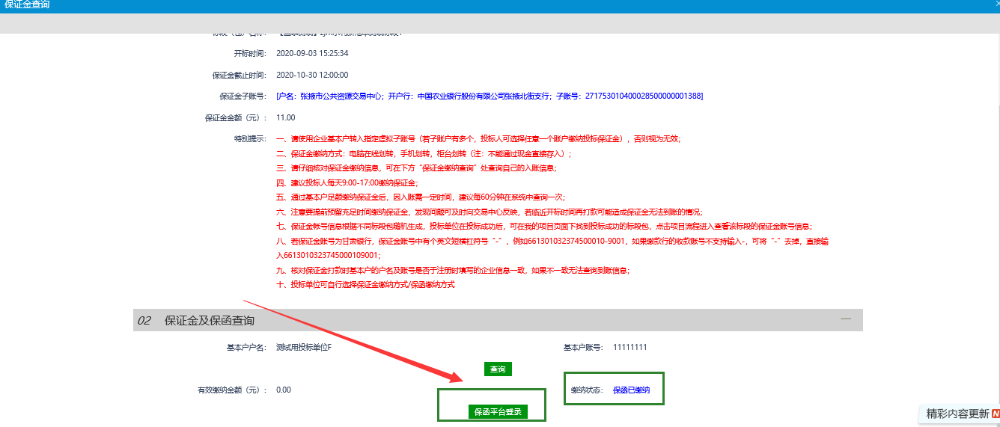 保证金查询
开标时间： 2020-09-03 15:25:34
保证金截止时间： 2020-10-30 12:00:00
保证金子账号： [户名：张掖市公共资源交易中心；开户行：中国农业银行股份有限公司张掖北街支行；子账号：27175301040002850000000​1388]
保证金金额（元）： 11.00
特别提示： 一、请使用企业基本户转入指定虚拟子账号（若子账户有多个，投标人可选择任意一个账户缴纳投标保证金），否则视为无效；
二、保证金缴纳方式：电脑在线划转，手机划转，柜台划转（注：不能通过现金直接存入）；
三、请仔细核对保证金缴纳信息，可在下方“保证金缴纳查询”处查询自己的入账信息；
四、建议投标人每天9:00-17:00缴纳保证金；
五、通过基本户足额缴纳保证金后，因入账需一定时间，建议每60分钟在系统中查询一次；
六、注意要提前预留充足时间缴纳保证金，发现问题可及时向交易中心反映，若临近开标时间再打款可能造成保证金无法到账的情况；
七、保证金帐号信息根据不同标段包随机生成，投标单位在投标成功后，可在我的项目页面下找到投标成功的标段包，点击项目流程进入查看该标段的保证金账号信息；
八、若保证金账号为甘肃银行，保证金账号中有个英文短横杠符号“-”，例如661301032374500010-9001，如果缴款行的收款账号不支持输入-，可将“-”去掉，直接输
入6613010323745000109001；
九、核对保证金打款时基本户的户名及账号是否于注册时填写的企业信息一致，如果不一致无法查询到账信息；
十、投标单位可自行选择保证金缴纳方式/保函缴纳方式
02 保证金及保函查询
基本户户名： 测试用投标单位F 基本户账号： 11111111
查询
有效缴纳金额（元）： 0.00 缴纳状态： 保函已缴纳
保函平台登录
精彩内容更新